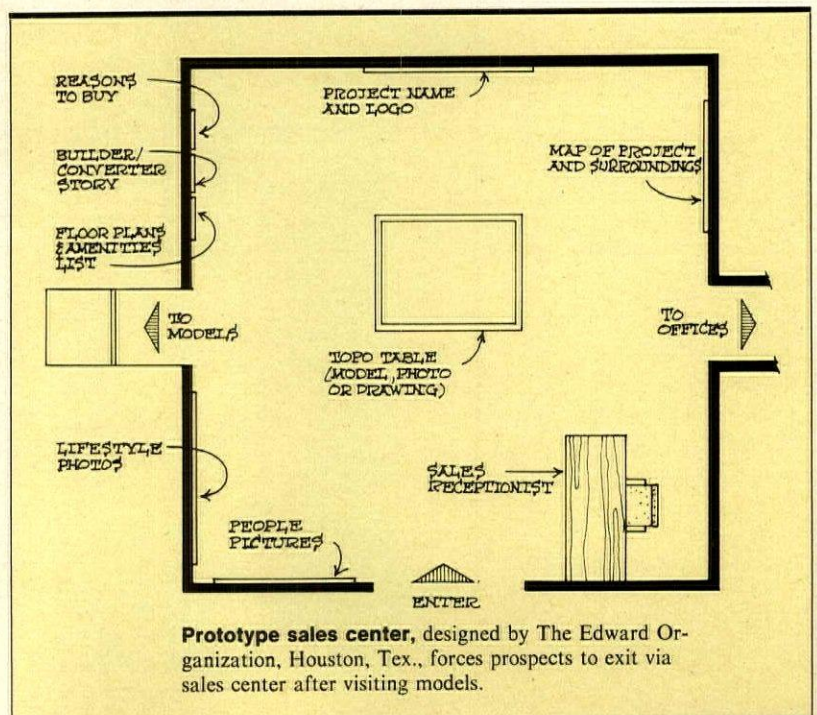 REASONS
TO BUY
PROJECT NAME
AND LOGO
BUILDER/
CONVERTER
STORY
MAP OF PROJECT
AND SURROUNDINGS
FLOOR PLANS
& AMENITIES
LIST
TO
MODELS
TO
OFFICES
TOPO TABLE
(MODEL, PHOTO
OR DRAWING)
LIFESTYLE
PHOTOS
SALES
RECEPTIONIST
PEOPLE
PICTURES
ENTER
Prototype sales center, designed by The Edward Or-
ganization, Houston, Tex., forces prospects to exit via
sales center after visiting models.